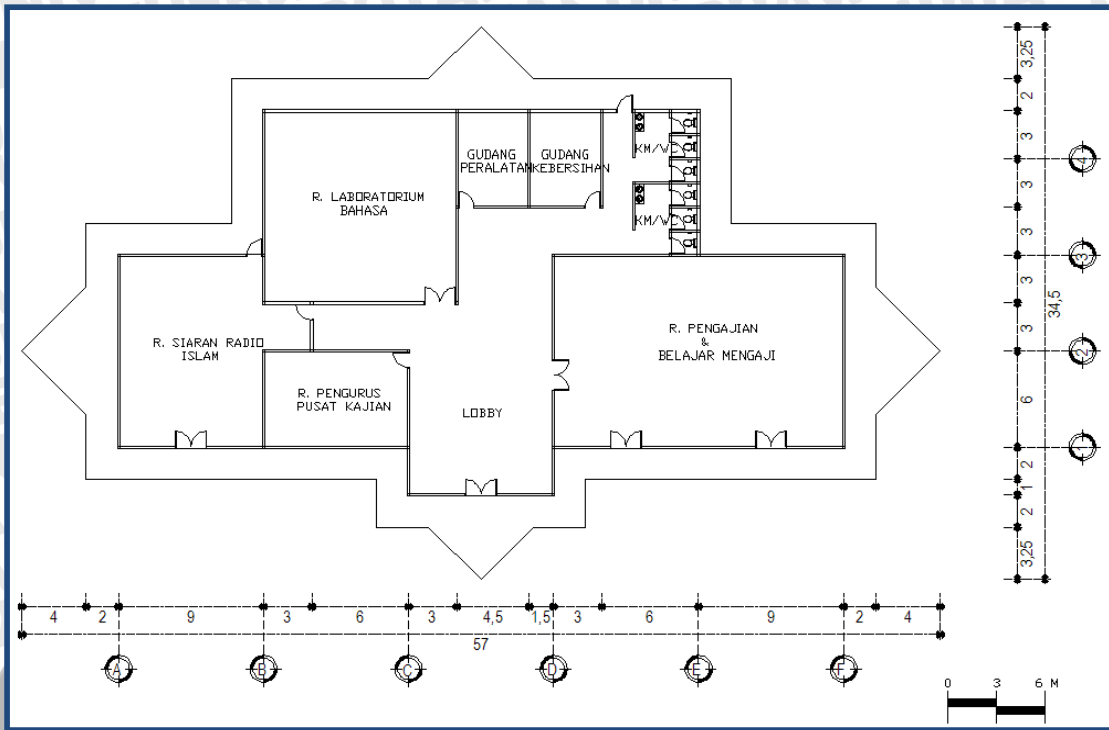 GUDANG
PERALATAN
GUDANG
KEBERSIHAN
KM/WC
R. LABORATORIUM
BAHASA
KM/WC
R. SIARAN RADIO
ISLAM
R. PENGAJIAN
&
BELAJAR MENGAJI
R. PENGURUS
PUSAT KAJIAN
LOBBY
3,25
2
3
3
3
3
3
6
2
1
2
3,25
34,5
4
3
2
1
4
2
9
3
6
3
4,5
1,5
3
6
9
2
4
57
A
B
C
D
E
F
0 3 6 M